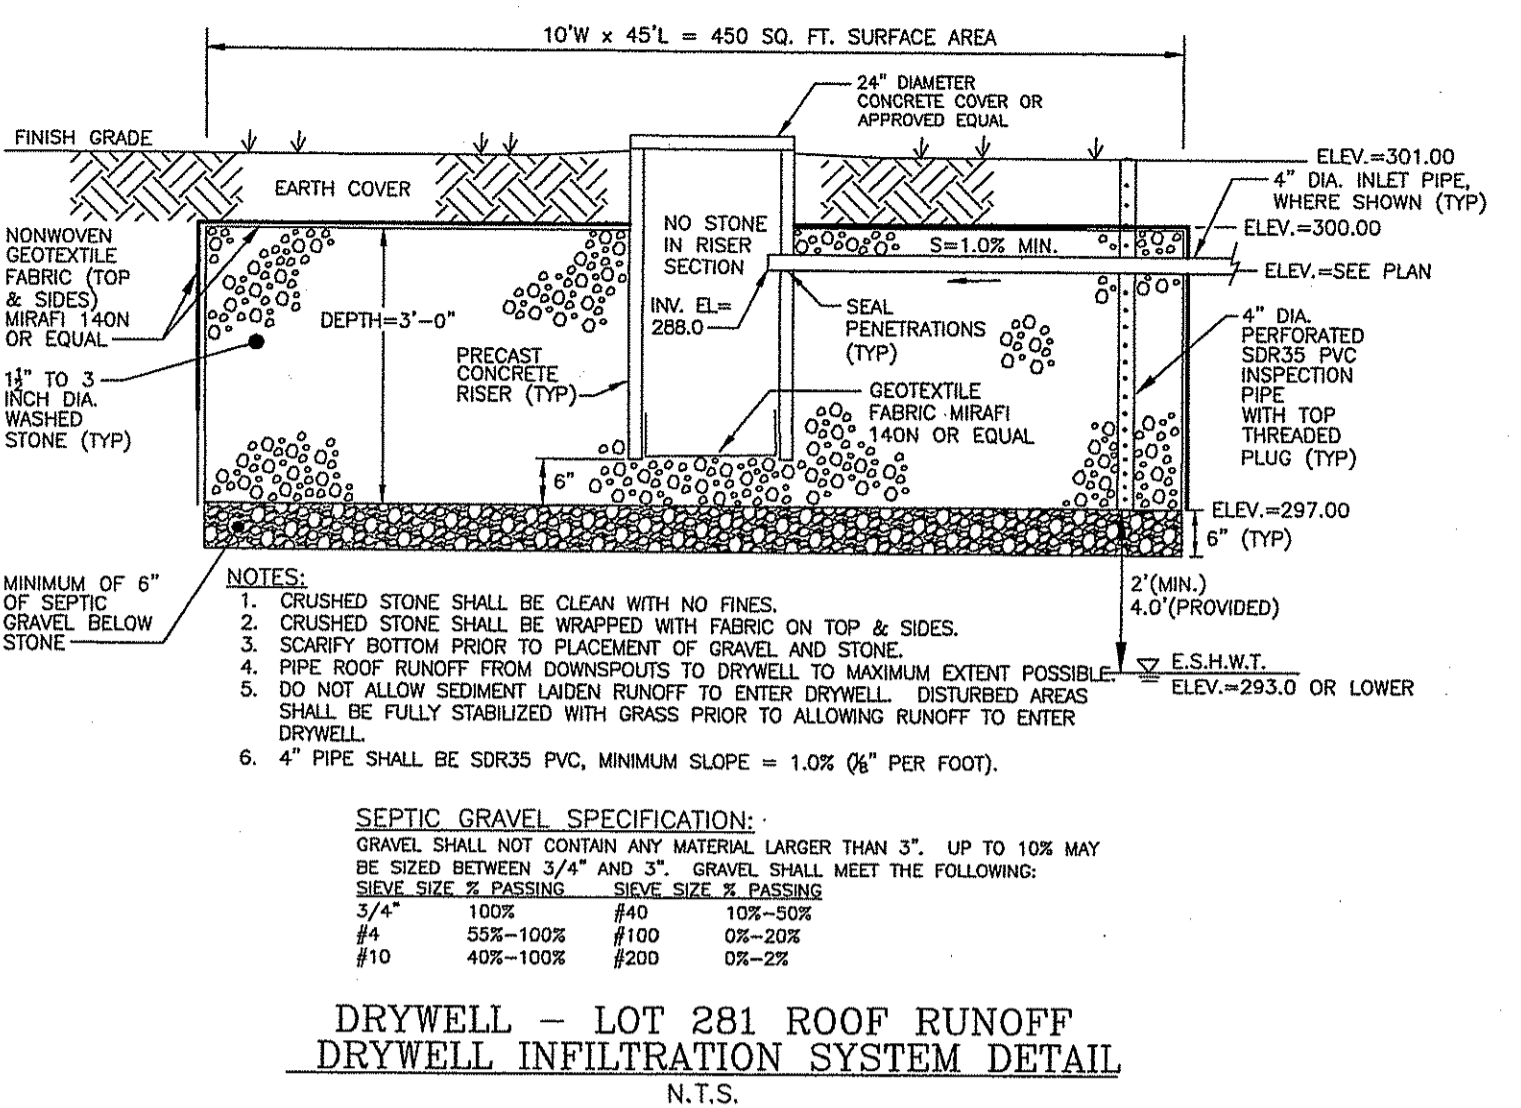 10'W x 45'L = 450 SQ. FT. SURFACE AREA
24" DIAMETER
CONCRETE COVER OR
APPROVED EQUAL
FINISH GRADE
ELEV.=301.00
4" DIA. INLET PIPE,
WHERE SHOWN (TYP)
EARTH COVER
NO STONE
IN RISER
SECTION
ELEV.=300.00
NONWOVEN
GEOTEXTILE
FABRIC (TOP
& SIDES)
MIRAFI 140N
OR EQUAL
S=1.0% MIN.
ELEV.=SEE PLAN
DEPTH=3'-0"
INV. EL=
288.0
SEAL
PENETRATIONS
(TYP)
4" DIA.
PERFORATED
SDR35 PVC
INSPECTION
PIPE
WITH TOP
THREADED
PLUG (TYP)
PRECAST
CONCRETE
RISER (TYP)
1½" TO 3
INCH DIA.
WASHED
STONE (TYP)
GEOTEXTILE
FABRIC MIRAFI
140N OR EQUAL
6"
ELEV.=297.00
6" (TYP)
MINIMUM OF 6"
OF SEPTIC
GRAVEL BELOW
STONE
2'(MIN.)
4.0'(PROVIDED)
E.S.H.W.T.
ELEV.=293.0 OR LOWER
NOTES:
1. CRUSHED STONE SHALL BE CLEAN WITH NO FINES.
2. CRUSHED STONE SHALL BE WRAPPED WITH FABRIC ON TOP & SIDES.
3. SCARIFY BOTTOM PRIOR TO PLACEMENT OF GRAVEL AND STONE.
4. PIPE ROOF RUNOFF FROM DOWNSPOUTS TO DRYWELL TO MAXIMUM EXTENT POSSIBLE.
5. DO NOT ALLOW SEDIMENT LAIDEN RUNOFF TO ENTER DRYWELL. DISTURBED AREAS
SHALL BE FULLY STABILIZED WITH GRASS PRIOR TO ALLOWING RUNOFF TO ENTER
DRYWELL.
6. 4" PIPE SHALL BE SDR35 PVC, MINIMUM SLOPE = 1.0% (⅛" PER FOOT).
SEPTIC GRAVEL SPECIFICATION:
GRAVEL SHALL NOT CONTAIN ANY MATERIAL LARGER THAN 3". UP TO 10% MAY
BE SIZED BETWEEN 3/4" AND 3". GRAVEL SHALL MEET THE FOLLOWING:
SIEVE SIZE % PASSING SIEVE SIZE % PASSING
3/4" 100% #40 10%-50%
#4 55%-100% #100 0%-20%
#10 40%-100% #200 0%-2%
DRYWELL - LOT 281 ROOF RUNOFF
DRYWELL INFILTRATION SYSTEM DETAIL
N.T.S.